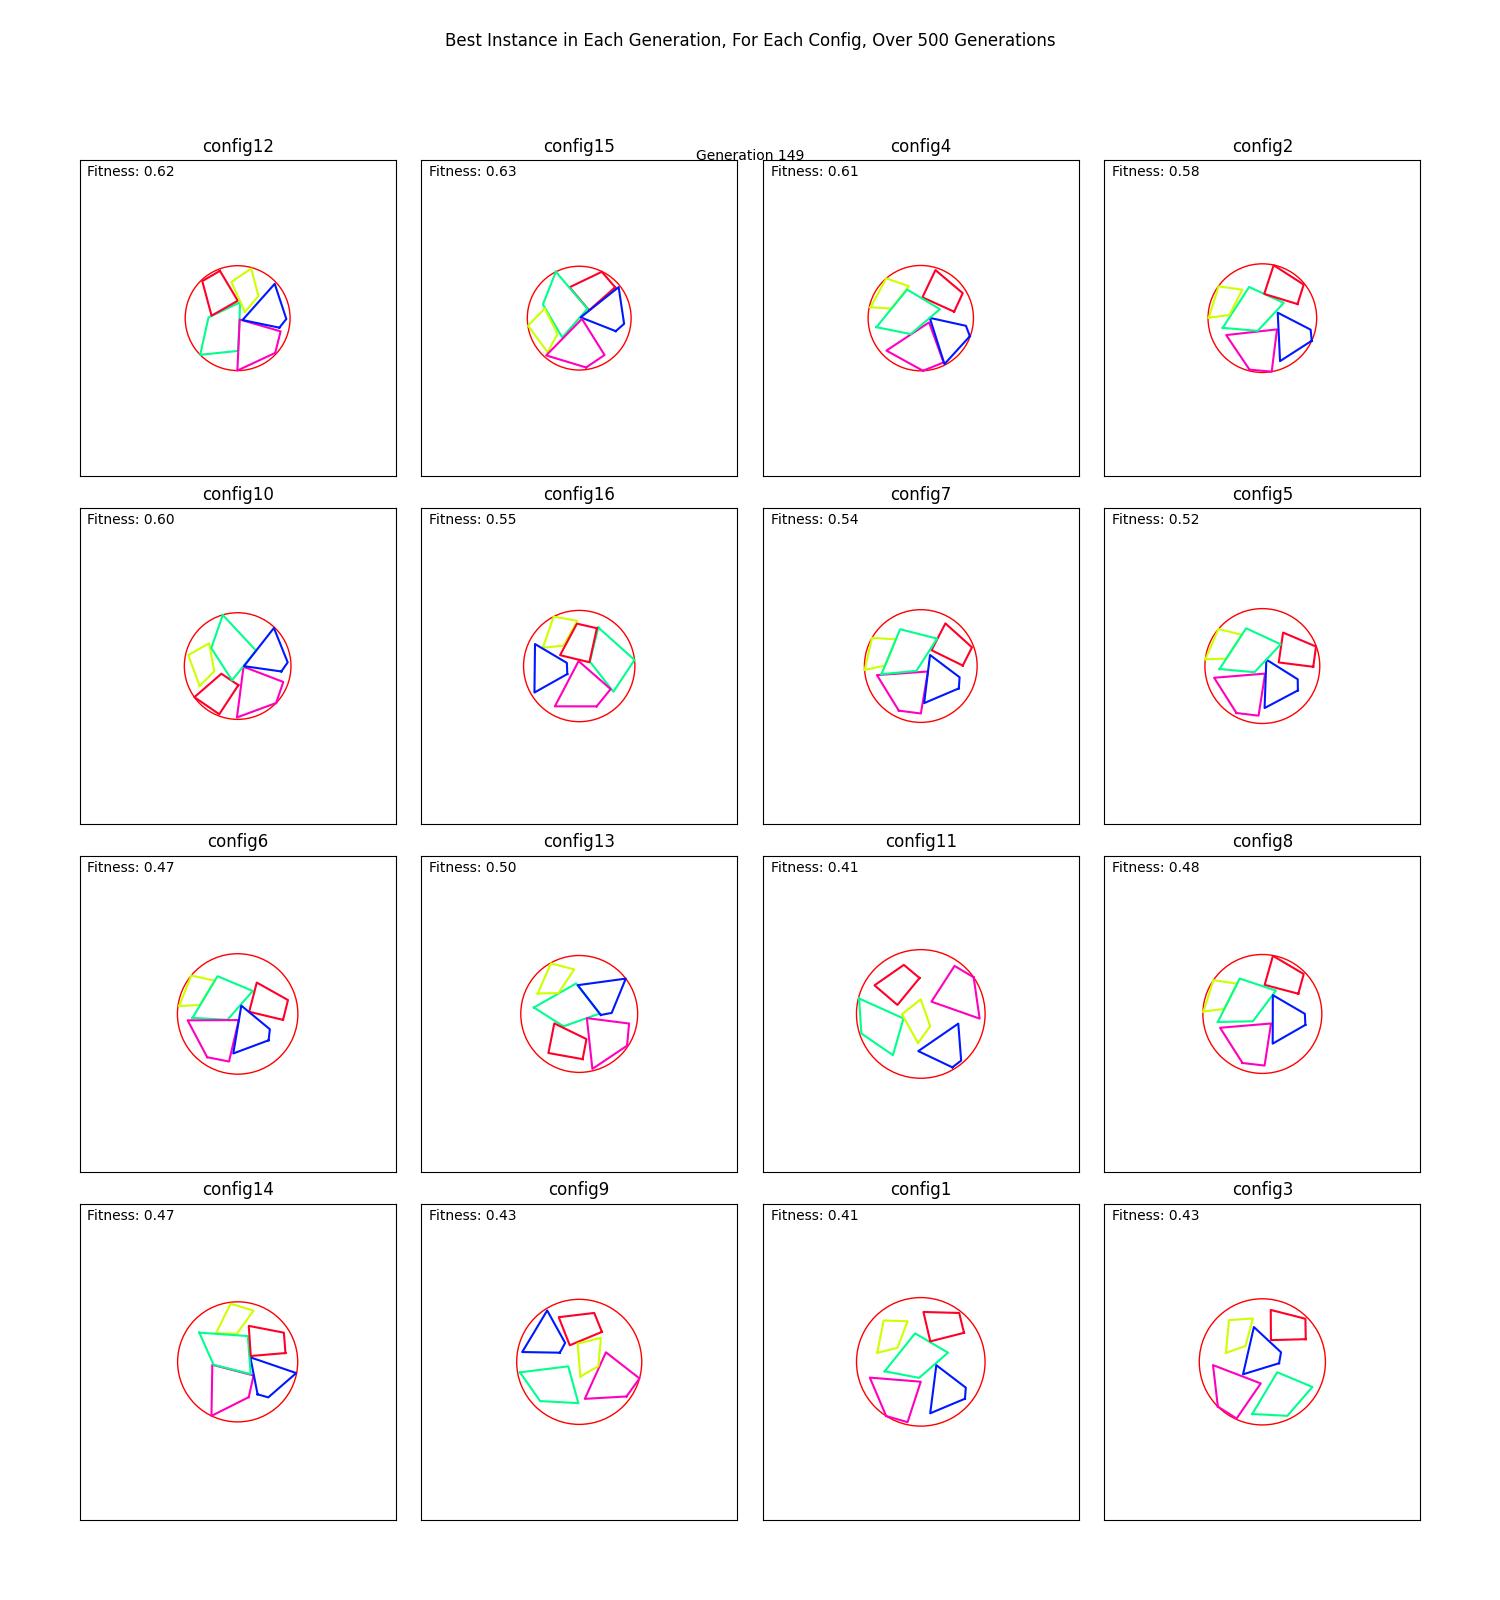 Best Instance in Each Generation, For Each Config, Over 500 Generations
Generation 149
config12
Fitness: 0.62
config15
Fitness: 0.63
config4
Fitness: 0.61
config2
Fitness: 0.58
config10
Fitness: 0.60
config16
Fitness: 0.55
config7
Fitness: 0.54
config5
Fitness: 0.52
config6
Fitness: 0.47
config13
Fitness: 0.50
config11
Fitness: 0.41
config8
Fitness: 0.48
config14
Fitness: 0.47
config9
Fitness: 0.43
config1
Fitness: 0.41
config3
Fitness: 0.43